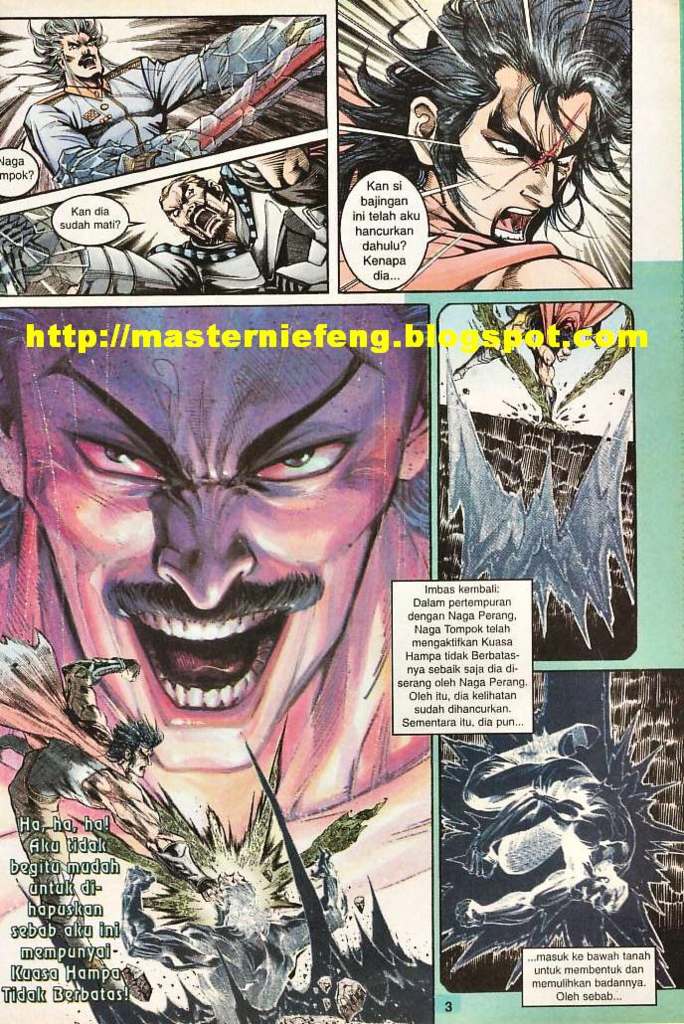 Naga
mpok?
Kan dia
sudah mati?
Kan si
bajingan
ini telah aku
hancurkan
dahulu?
Kenapa
dia...
http://masterniefeng.blogspot.com
Imbas kembali:
Dalam pertempuran
dengan Naga Perang,
Naga Tompok telah
mengaktifkan Kuasa
Hampa tidak Berbatas-
nya sebaik saja dia di-
serang oleh Naga Perang.
Oleh itu, dia kelihatan
sudah dihancurkan.
Sementara itu, dia pun...
Ha, ha, ha!
Aku tidak
begitu mudah
untuk di-
hapuskan
sebab aku ini
mempunyai
Kuasa Hampa
Tidak Berbatas!
...masuk ke bawah tanah
untuk membentuk dan
memulihkan badannya.
Oleh sebab...
3